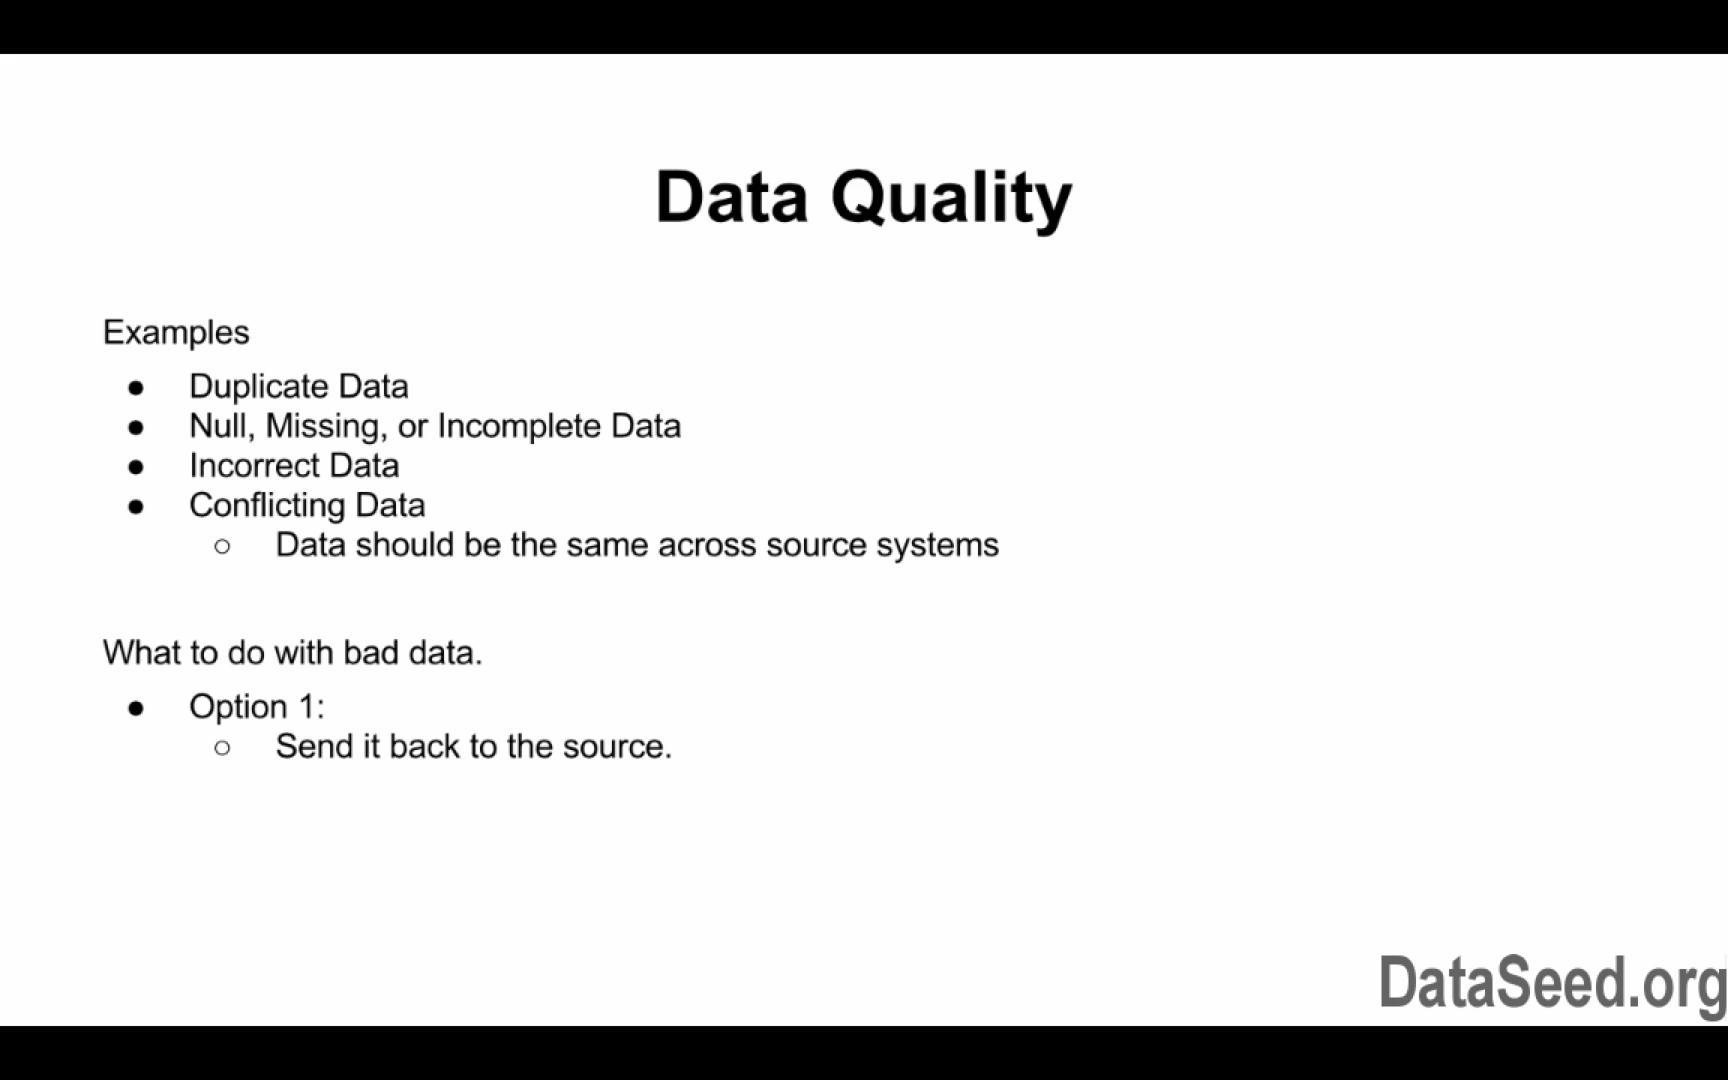 Data Quality
Examples
● Duplicate Data
● Null, Missing, or Incomplete Data
● Incorrect Data
● Conflicting Data
○ Data should be the same across source systems
What to do with bad data.
● Option 1:
○ Send it back to the source.
DataSeed.org